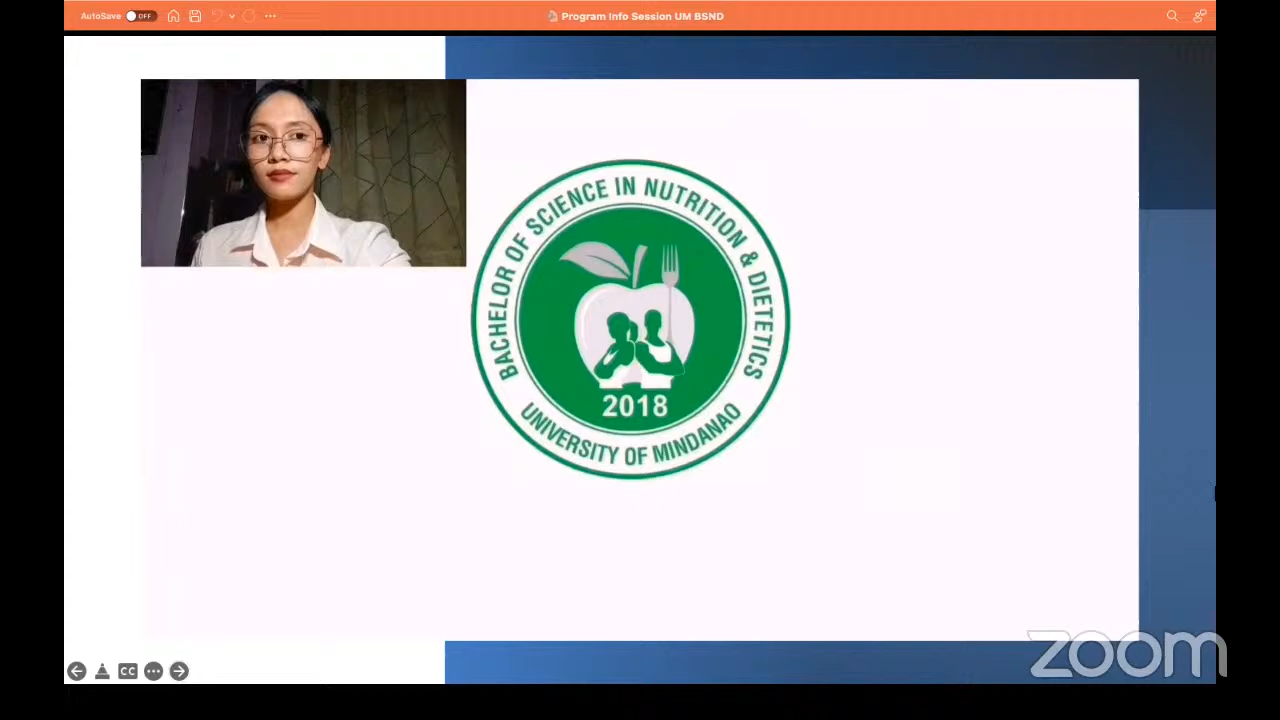 AutoSave OFF
Program Info Session UM BSND
BACHELOR OF SCIENCE IN NUTRITION & DIETETICS
2018
UNIVERSITY OF MINDANAO
CC
zoom